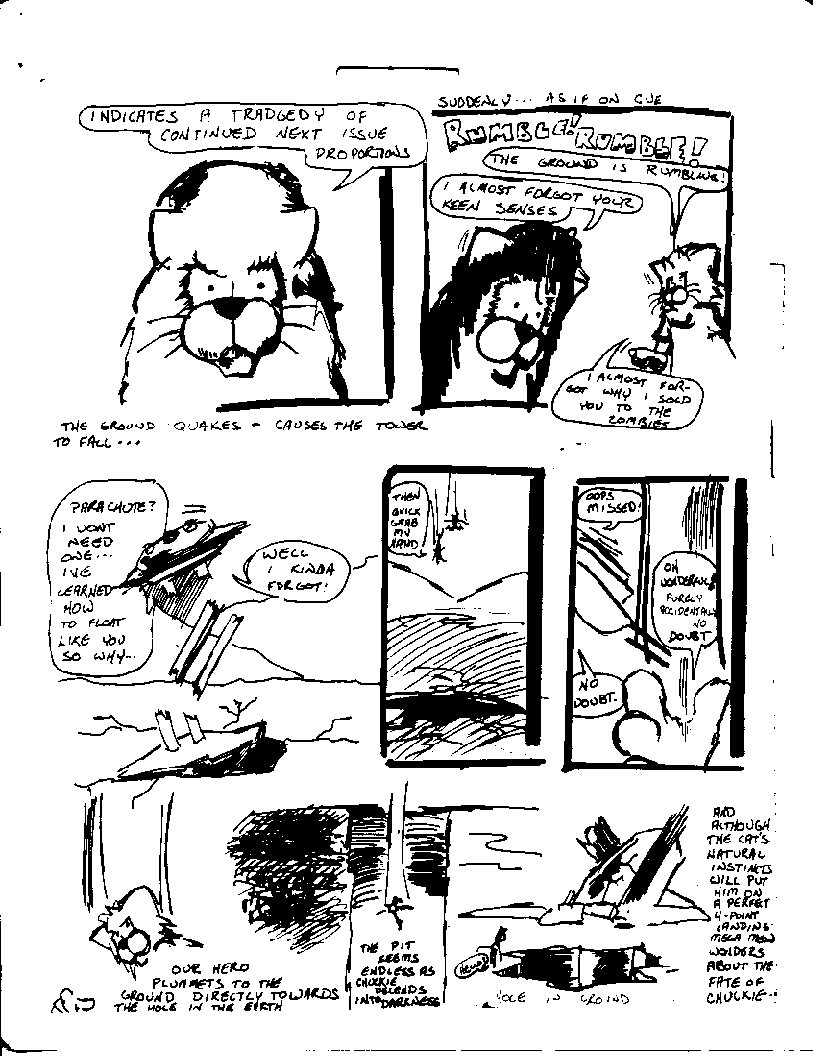 INDICATES A TRADGEDY OF
CONTINUED NEXT ISSUE
PROPORTIONS
SUDDENLY... AS IF ON CUE
RUMBLE! RUMBLE!
THE GROUND IS RUMBLING!
I ALMOST FORGOT YOUR
KEEN SENSES
I ALMOST FOR-
GOT WHY I SOLD
YOU TO THE
ZOMBIES
THE GROUND QUAKES - CAUSES THE TOWER
TO FALL...
PARACHUTE?
I WONT
NEED
ONE...
I'VE
LEARNED
HOW
TO FLOAT
LIKE YOU
SO WHY...
WELL
I KINDA
FORGOT!
THEN
QUICK
GRAB
MY
HAND!
OOPS
MISSED!
OH
WONDERFUL
PURELY
ACCIDENTAL
NO
DOUBT
NO
DOUBT.
OUR HERO
PLUMMETS TO THE
GROUND DIRECTLY TOWARDS
THE HOLE IN THE EARTH
THE PIT
SEEMS
ENDLESS AS
CHUCKIE
DECENDS
INTO DARKNESS
HOLE IN GROUND
AND
ALTHOUGH
THE CAT'S
NATURAL
INSTINCTS
WILL PUT
HIM ON
A PERFECT
4-POINT
LANDING
MEGA MEW
WONDERS
ABOUT THE
FATE OF
CHUCKIE...